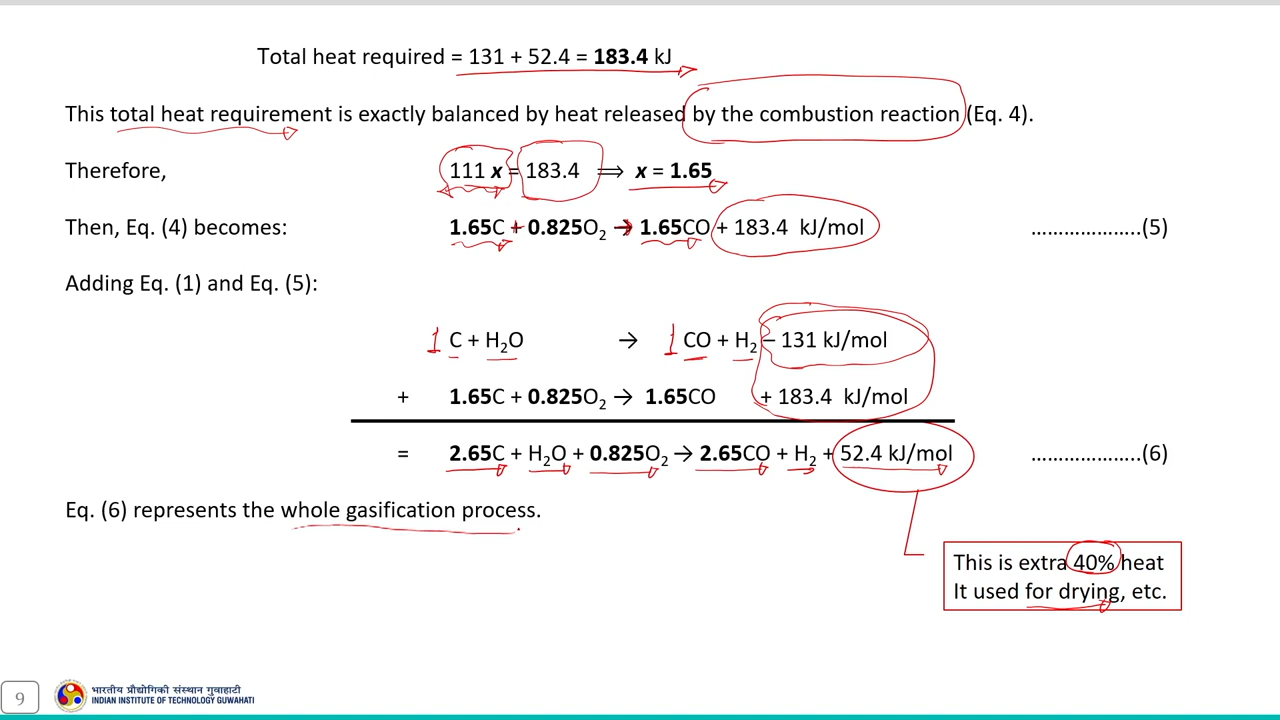 Total heat required = 131 + 52.4 = 183.4 kJ
This total heat requirement is exactly balanced by heat released by the combustion reaction (Eq. 4).
Therefore, 111 x = 183.4 ⟹ x = 1.65
Then, Eq. (4) becomes: 1.65C + 0.825O₂ → 1.65CO + 183.4 kJ/mol ………………..(5)
Adding Eq. (1) and Eq. (5):
1 C + H₂O → 1 CO + H₂ – 131 kJ/mol
+ 1.65C + 0.825O₂ → 1.65CO + 183.4 kJ/mol
= 2.65C + H₂O + 0.825O₂ → 2.65CO + H₂ + 52.4 kJ/mol ………………..(6)
Eq. (6) represents the whole gasification process.
This is extra 40% heat
It used for drying, etc.
9
भारतीय प्रौद्योगिकी संस्थान गुवाहाटी
INDIAN INSTITUTE OF TECHNOLOGY GUWAHATI